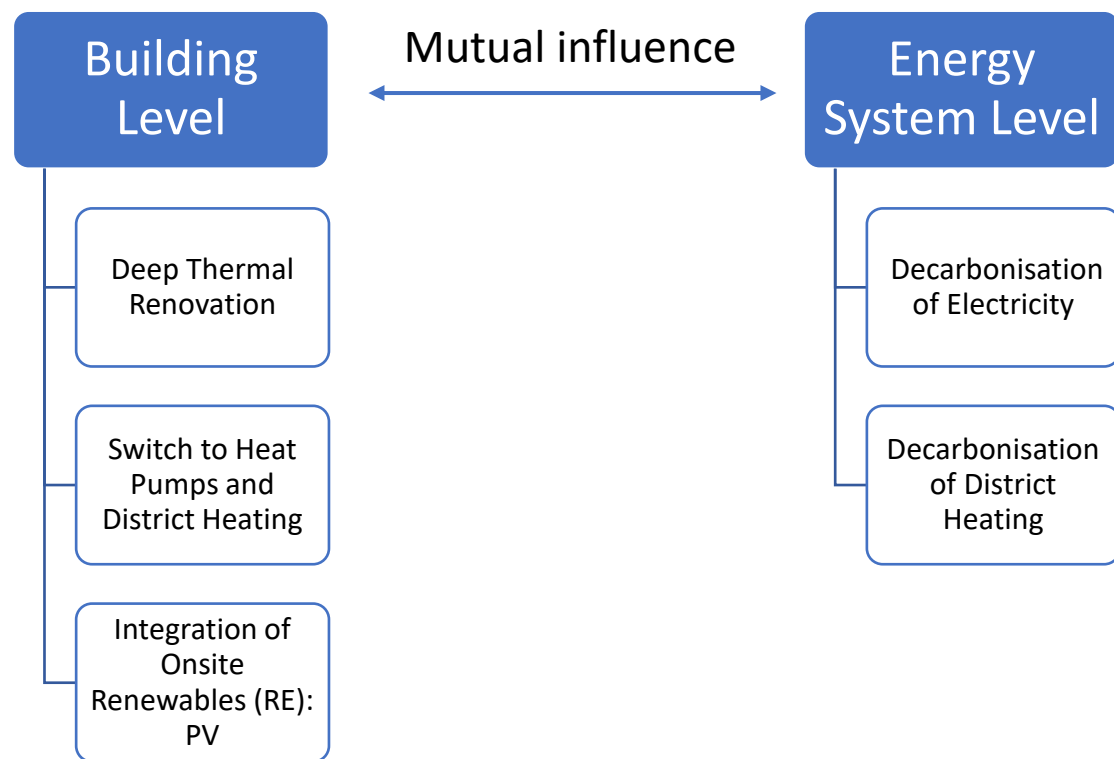 Building
Level
Mutual influence
Energy
System Level
Deep Thermal
Renovation
Switch to Heat
Pumps and
District Heating
Integration of
Onsite
Renewables (RE):
PV
Decarbonisation
of Electricity
Decarbonisation
of District
Heating